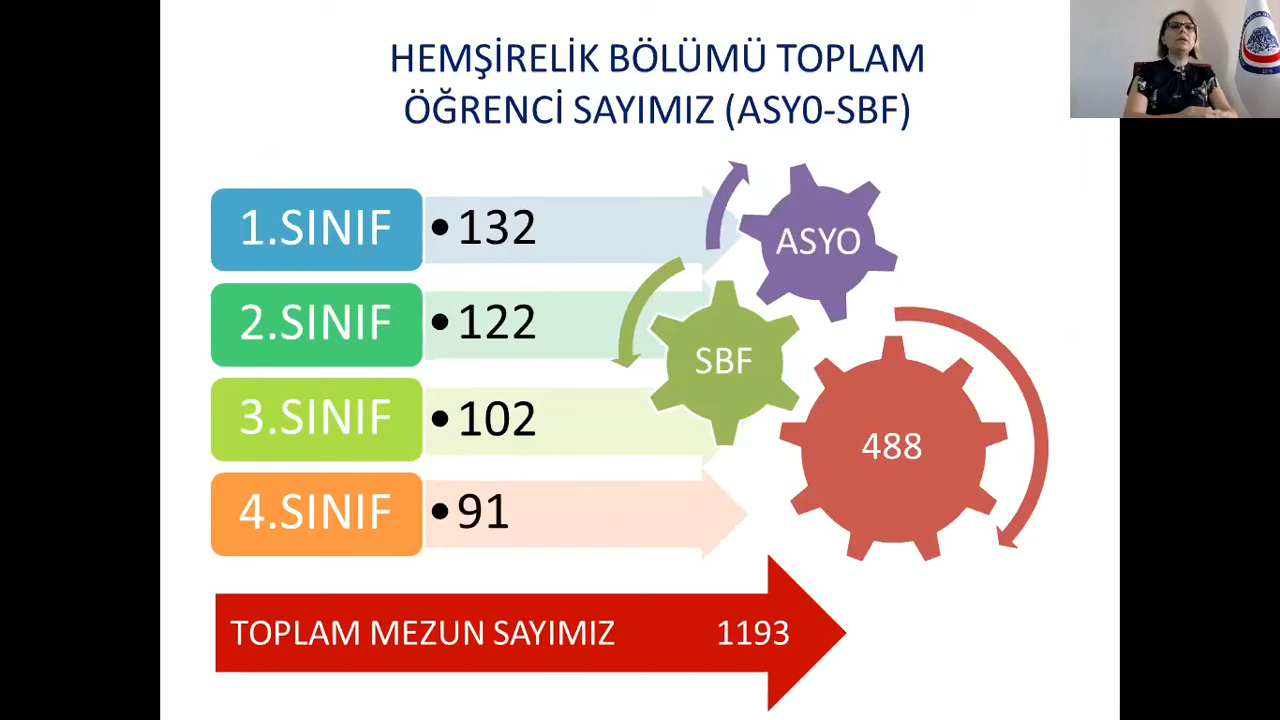 HEMŞİRELİK BÖLÜMÜ TOPLAM
ÖĞRENCİ SAYIMIZ (ASY0-SBF)
1.SINIF • 132
2.SINIF • 122
3.SINIF • 102
4.SINIF • 91
ASYO
SBF
488
TOPLAM MEZUN SAYIMIZ 1193